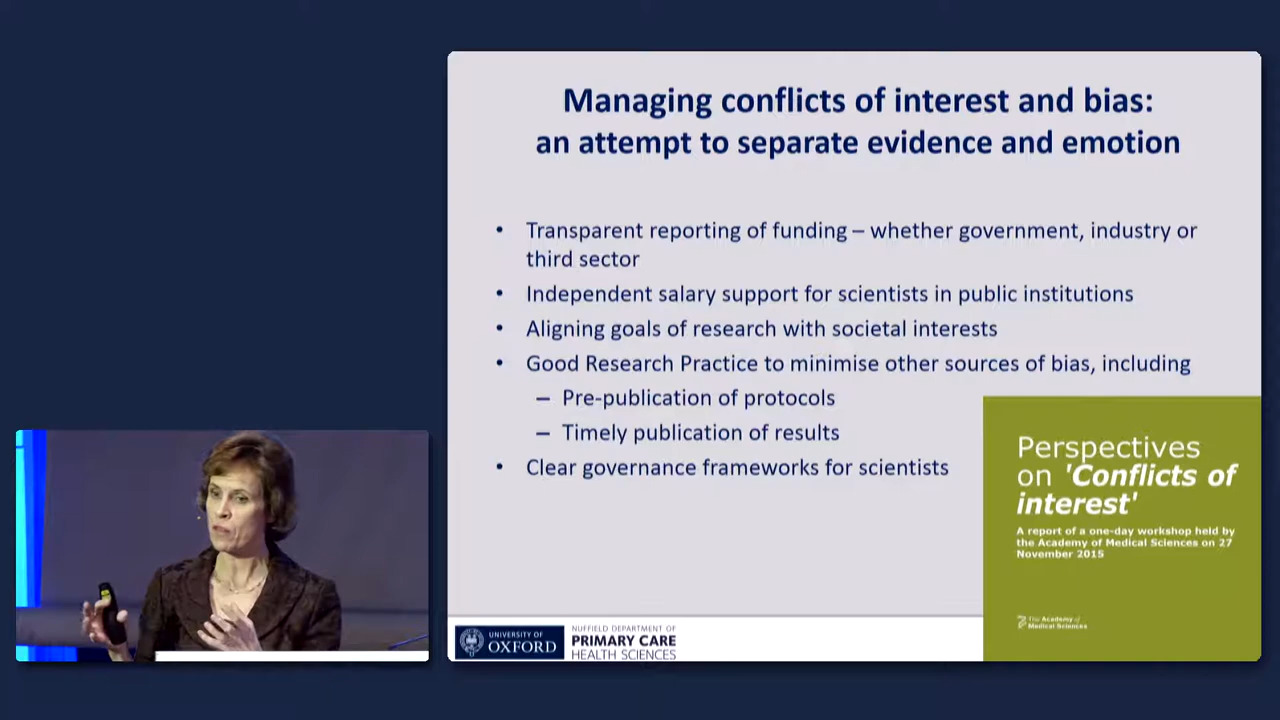 Managing conflicts of interest and bias:
an attempt to separate evidence and emotion
• Transparent reporting of funding – whether government, industry or
third sector
• Independent salary support for scientists in public institutions
• Aligning goals of research with societal interests
• Good Research Practice to minimise other sources of bias, including
– Pre-publication of protocols
– Timely publication of results
• Clear governance frameworks for scientists
Perspectives
on 'Conflicts of
interest'
A report of a one-day workshop held by
the Academy of Medical Sciences on 27
November 2015
The Academy of
Medical Sciences
UNIVERSITY OF
OXFORD
NUFFIELD DEPARTMENT OF
PRIMARY CARE
HEALTH SCIENCES